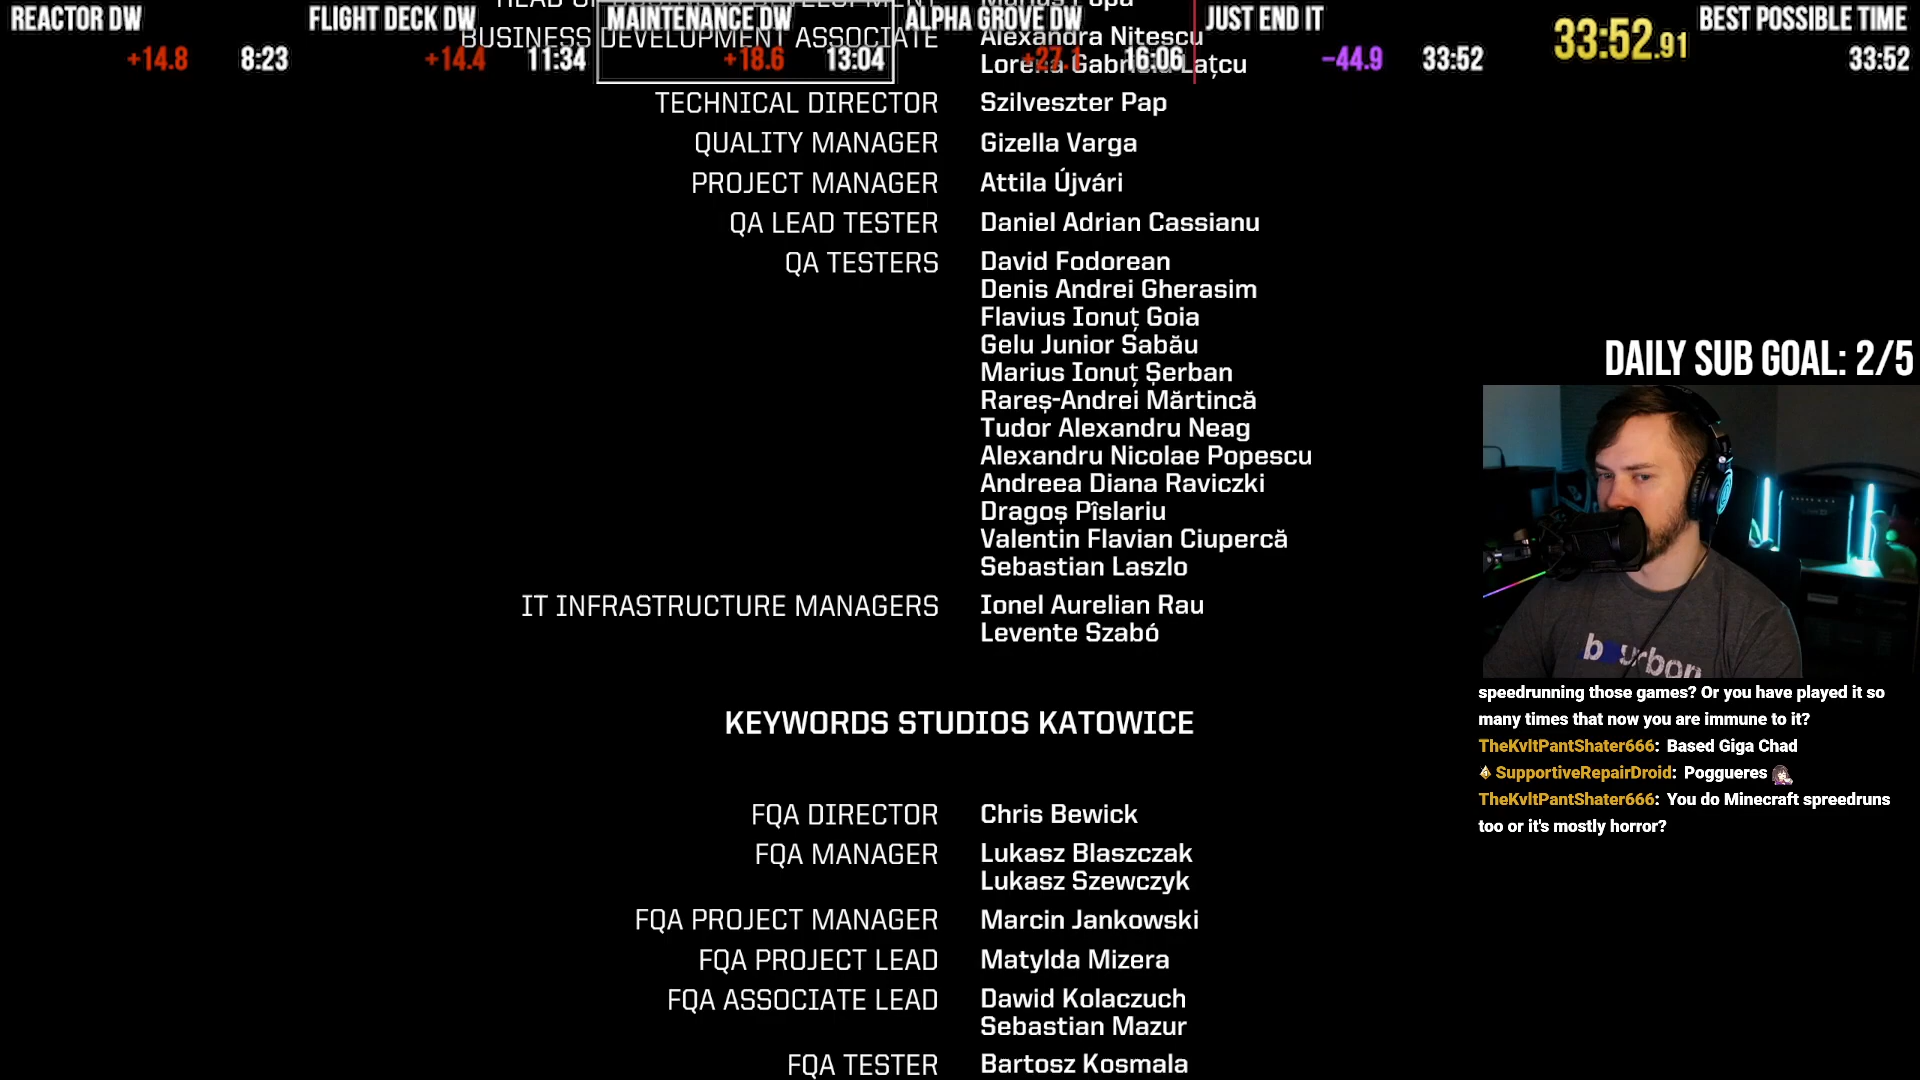 REACTOR DW
+14.8 8:23
FLIGHT DECK DW
+14.4 11:34
MAINTENANCE DW
+18.6 13:04
ALPHA GROVE DW
+27.1 16:06
JUST END IT
-44.9 33:52
33:52.91
BEST POSSIBLE TIME
33:52
BUSINESS DEVELOPMENT ASSOCIATE Alexandra Nitescu
Lorena Gabriela Lațcu
TECHNICAL DIRECTOR Szilveszter Pap
QUALITY MANAGER Gizella Varga
PROJECT MANAGER Attila Újvári
QA LEAD TESTER Daniel Adrian Cassianu
QA TESTERS David Fodorean
Denis Andrei Gherasim
Flavius Ionuț Goia
Gelu Junior Sabău
Marius Ionuț Șerban
Rareș-Andrei Mărtincă
Tudor Alexandru Neag
Alexandru Nicolae Popescu
Andreea Diana Raviczki
Dragoș Pîslariu
Valentin Flavian Ciupercă
Sebastian Laszlo
IT INFRASTRUCTURE MANAGERS Ionel Aurelian Rau
Levente Szabó
KEYWORDS STUDIOS KATOWICE
FQA DIRECTOR Chris Bewick
FQA MANAGER Lukasz Blaszczak
Lukasz Szewczyk
FQA PROJECT MANAGER Marcin Jankowski
FQA PROJECT LEAD Matylda Mizera
FQA ASSOCIATE LEAD Dawid Kolaczuch
Sebastian Mazur
FQA TESTER Bartosz Kosmala
DAILY SUB GOAL: 2/5
bourbon
speedrunning those games? Or you have played it so
many times that now you are immune to it?
TheKvltPantShater666: Based Giga Chad
SupportiveRepairDroid: Poggueres
TheKvltPantShater666: You do Minecraft spreedruns
too or it's mostly horror?